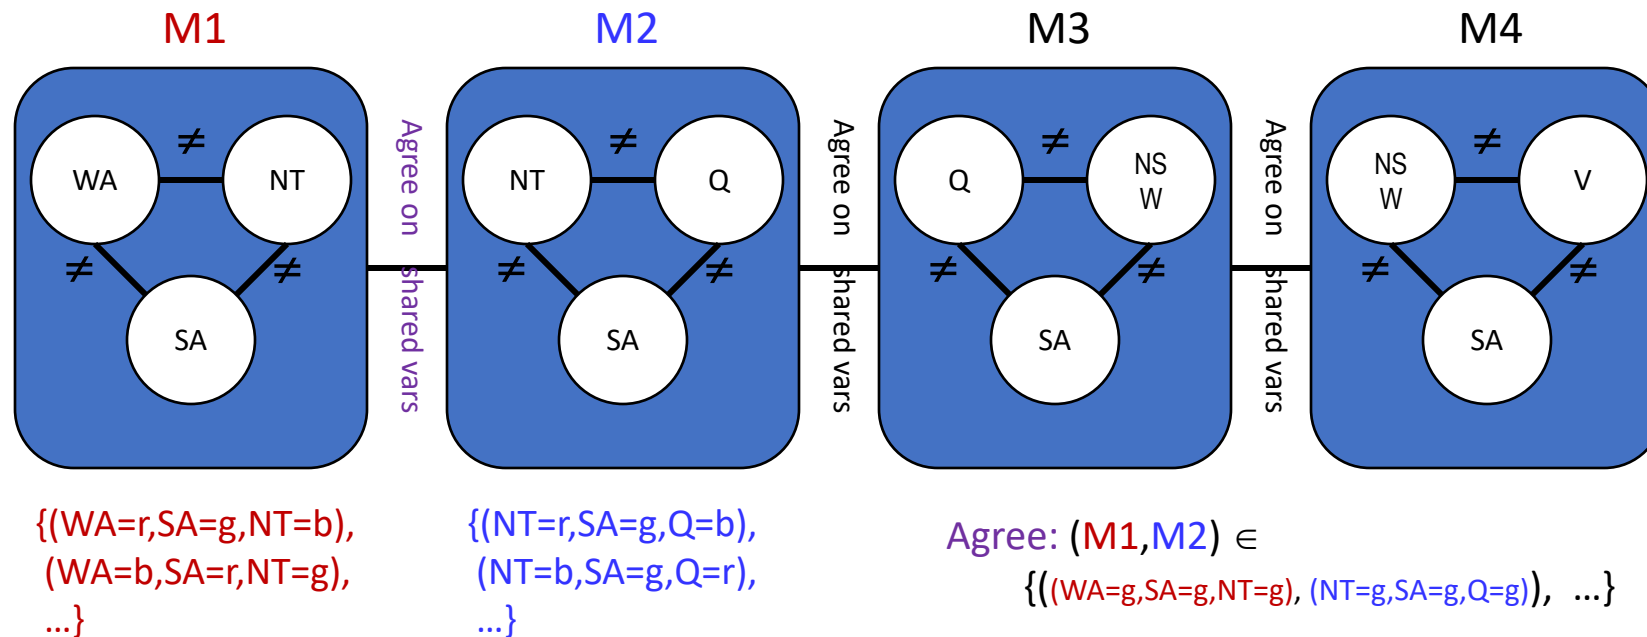 M1
M2
M3
M4
≠
WA
NT
≠
≠
SA
Agree on shared vars
≠
NT
Q
≠
≠
SA
Agree on shared vars
≠
Q
NS
W
≠
≠
SA
Agree on shared vars
≠
NS
W
V
≠
≠
SA
{(WA=r,SA=g,NT=b),
(WA=b,SA=r,NT=g),
...}
{(NT=r,SA=g,Q=b),
(NT=b,SA=g,Q=r),
...}
Agree: (M1,M2) ∈
{((WA=g,SA=g,NT=g), (NT=g,SA=g,Q=g)), ...}